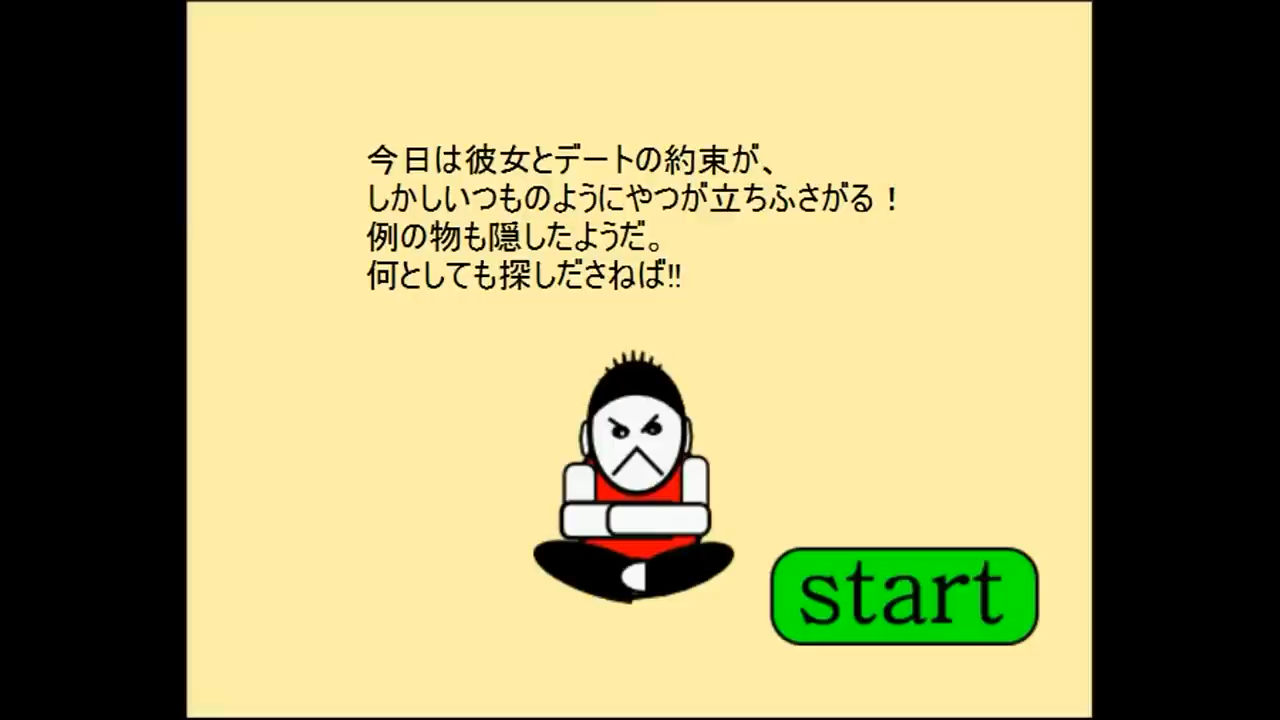 今日は彼女とデートの約束が、
しかしいつものようにやつが立ちふさがる！
例の物も隠したようだ。
何としても探しださねば!!
start